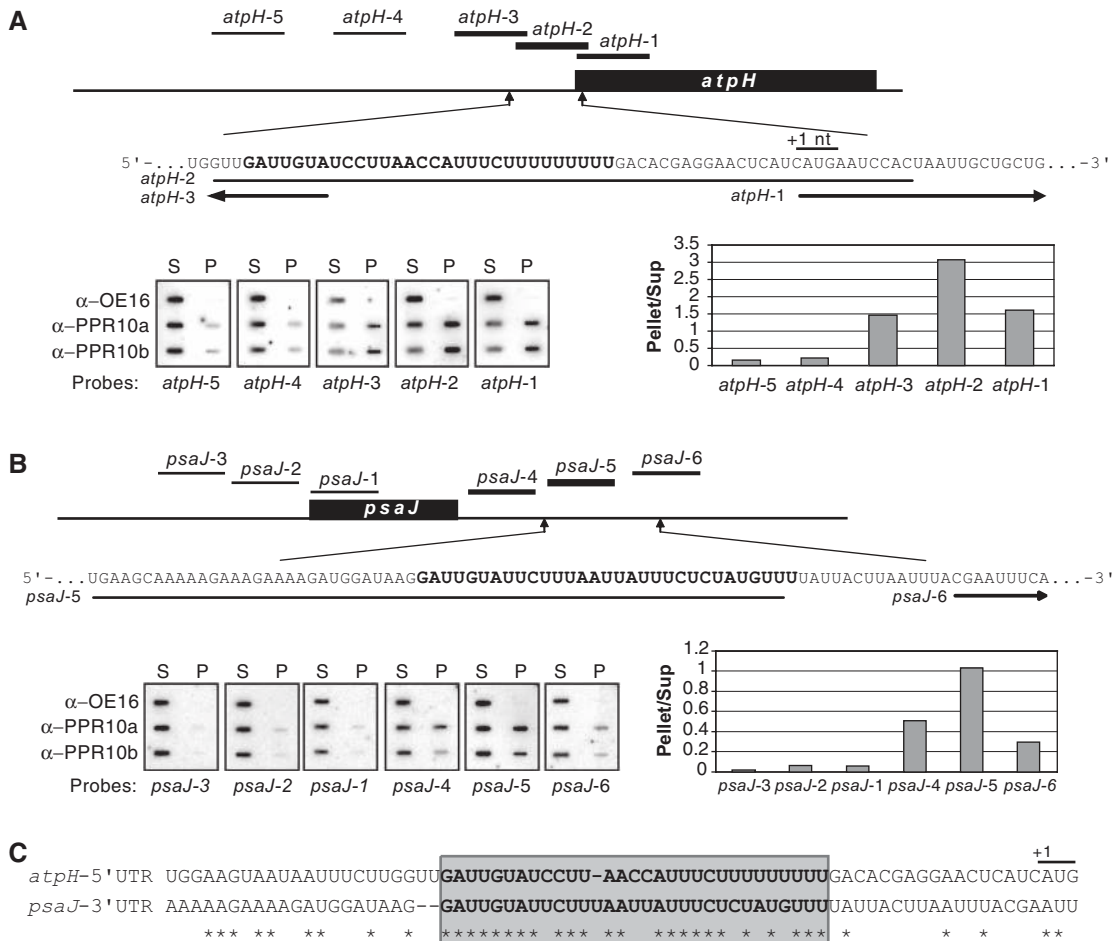 A
atpH-5 atpH-4 atpH-3 atpH-2 atpH-1
atpH
+1 nt
5'-...UGGUUGAUUGUAUCCUUAACCAUUUCUUUUUUUUUGACACGAGGAACUCAUCAUGAAUCCACUAAUUGCUGCUG...-3'
atpH-2
atpH-3 atpH-1
S P S P S P S P S P
α-OE16
α-PPR10a
α-PPR10b
Probes: atpH-5 atpH-4 atpH-3 atpH-2 atpH-1
Pellet/Sup
3.5
3
2.5
2
1.5
1
0.5
0
atpH-5 atpH-4 atpH-3 atpH-2 atpH-1
B
psaJ-3 psaJ-2 psaJ-1 psaJ-4 psaJ-5 psaJ-6
psaJ
5'-...UGAAGCAAAAAGAAAGAAAAGAUGGAUAAGGAUUGUAUUCUUUAAUUAUUUCUCUAUGUUUUAUUACUUAAUUUACGAAUUUCA...-3'
psaJ-5 psaJ-6
S P S P S P S P S P S P
α-OE16
α-PPR10a
α-PPR10b
Probes: psaJ-3 psaJ-2 psaJ-1 psaJ-4 psaJ-5 psaJ-6
Pellet/Sup
1.2
1
0.8
0.6
0.4
0.2
0
psaJ-3 psaJ-2 psaJ-1 psaJ-4 psaJ-5 psaJ-6
C
+1
atpH-5'UTR UGGAAGUAAUAAUUUCUUGGUUGAUUGUAUCCUU-AACCAUUUCUUUUUUUUUGACACGAGGAACUCAUCAUG
psaJ-3'UTR AAAAAGAAAAGAUGGAUAAG--GAUUGUAUUCUUUAAUUAUUUCUCUAUGUUUUAUUACUUAAUUUACGAAUU
*** ** ** * * ********* *** ** ****** * * *** * * * **